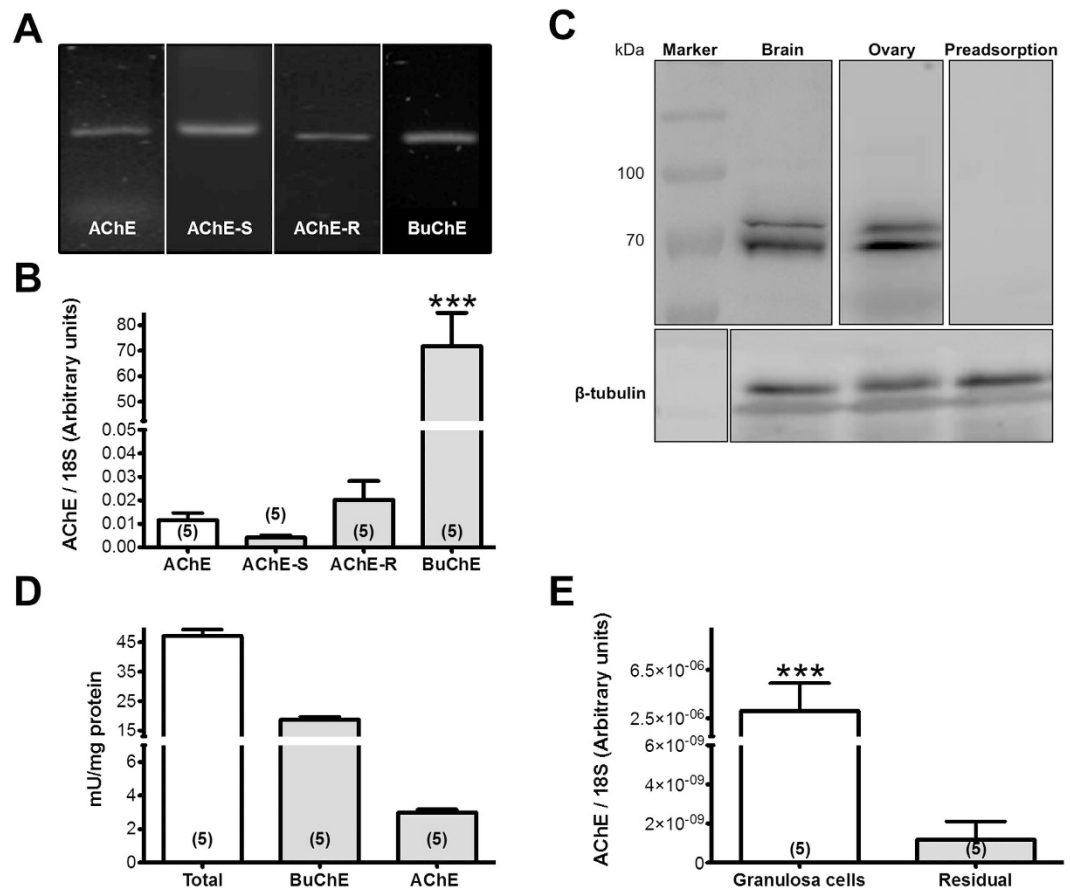 A
AChE AChE-S AChE-R BuChE
B
AChE / 18S (Arbitrary units)
80
70
60
50
0.05
0.04
0.03
0.02
0.01
0.00
***
(5) (5) (5) (5)
AChE AChE-S AChE-R BuChE
C
kDa Marker Brain Ovary Preadsorption
100
70
β-tubulin
D
mU/mg protein
45
35
25
15
6
4
2
0
(5) (5) (5)
Total BuChE AChE
E
AChE / 18S (Arbitrary units)
6.5×10-06
2.5×10-06
6×10-09
4×10-09
2×10-09
0
***
(5) (5)
Granulosa cells Residual